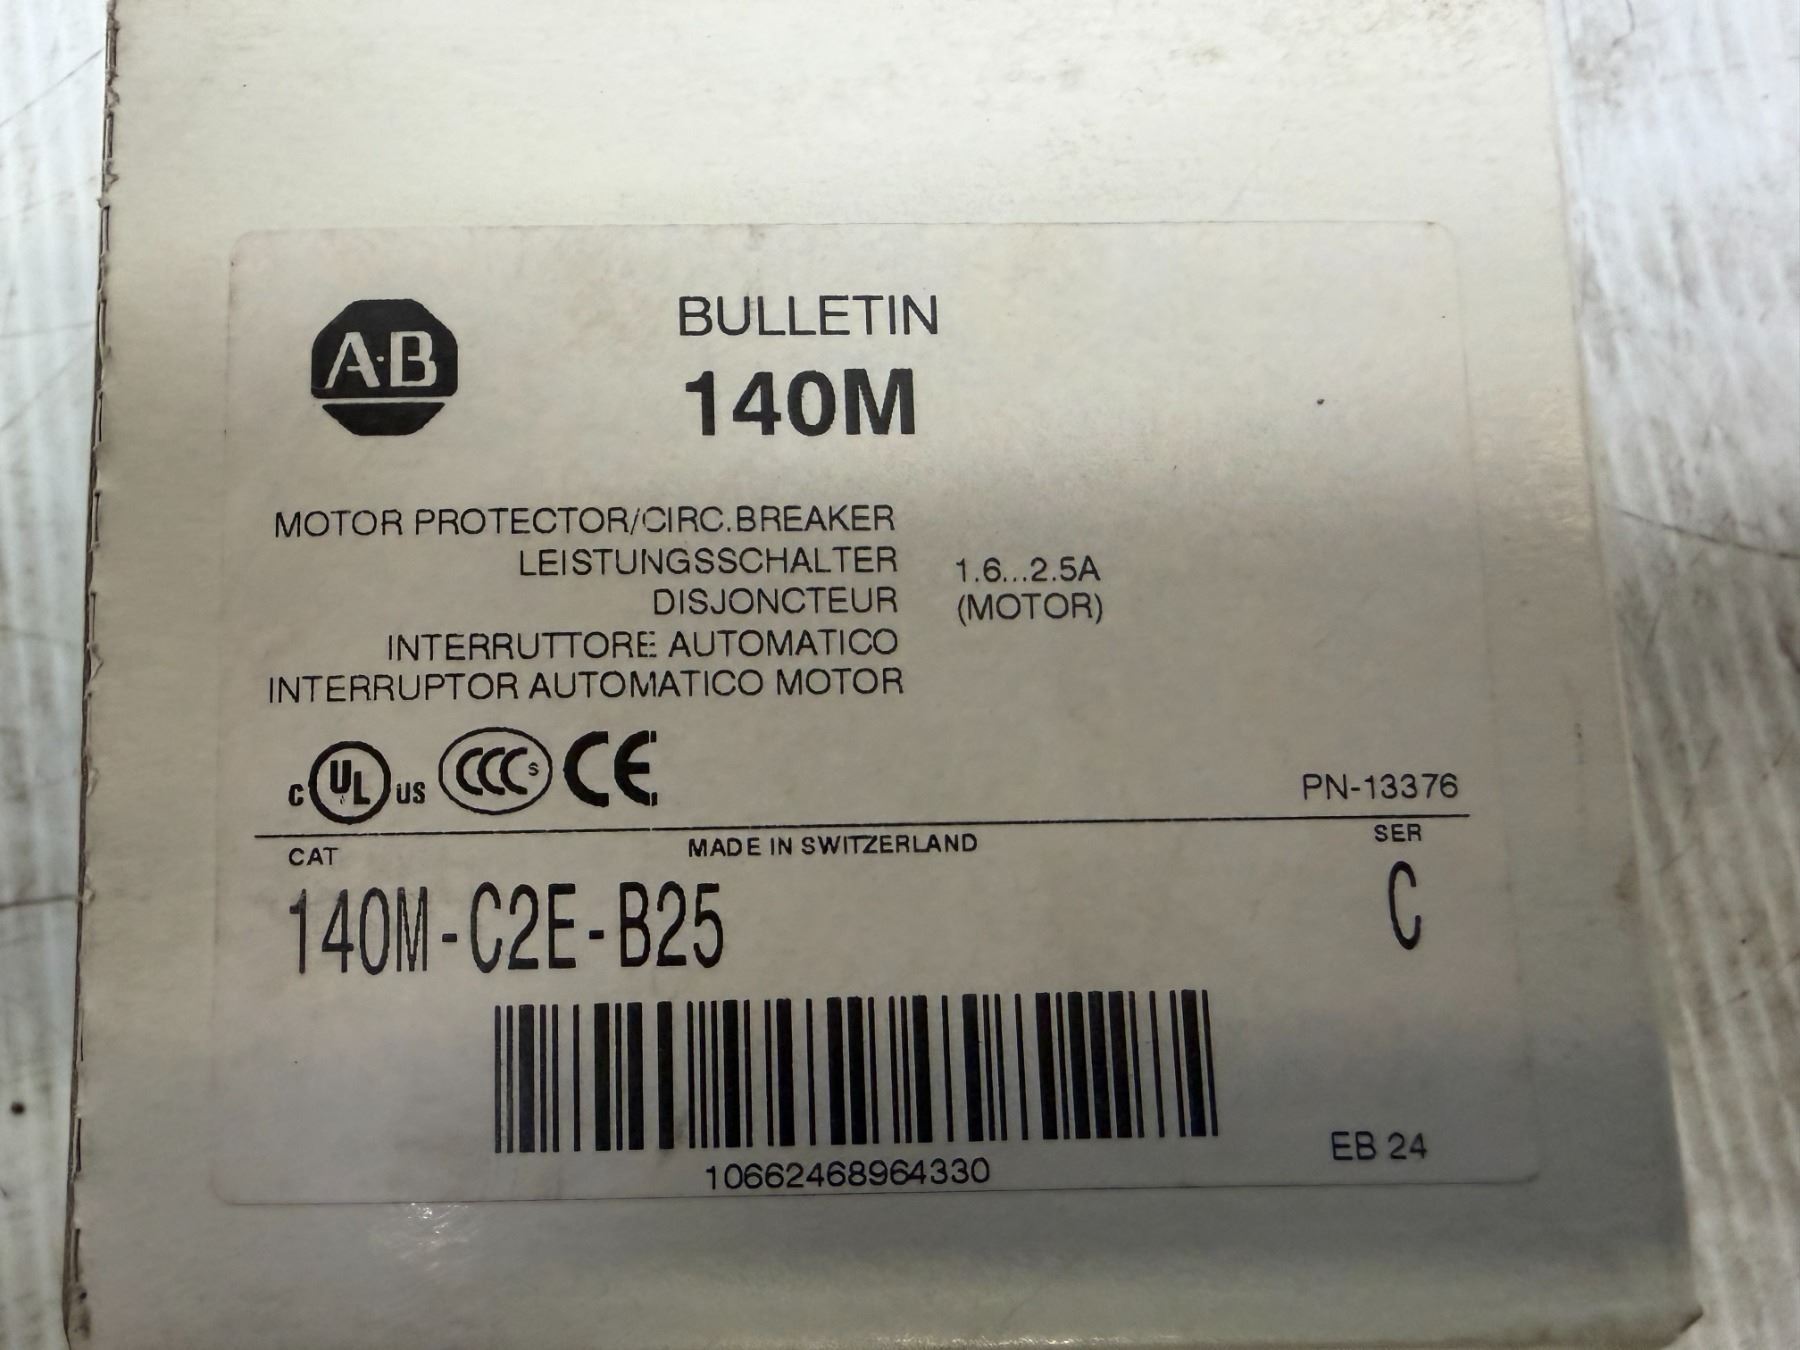 A·B
BULLETIN
140M
MOTOR PROTECTOR/CIRC.BREAKER
LEISTUNGSSCHALTER
DISJONCTEUR
INTERRUTTORE AUTOMATICO
INTERRUPTOR AUTOMATICO MOTOR
1.6...2.5A
(MOTOR)
C UL US CCC S CE
PN-13376
CAT
MADE IN SWITZERLAND
SER
140M-C2E-B25
C
10662468964330
EB 24